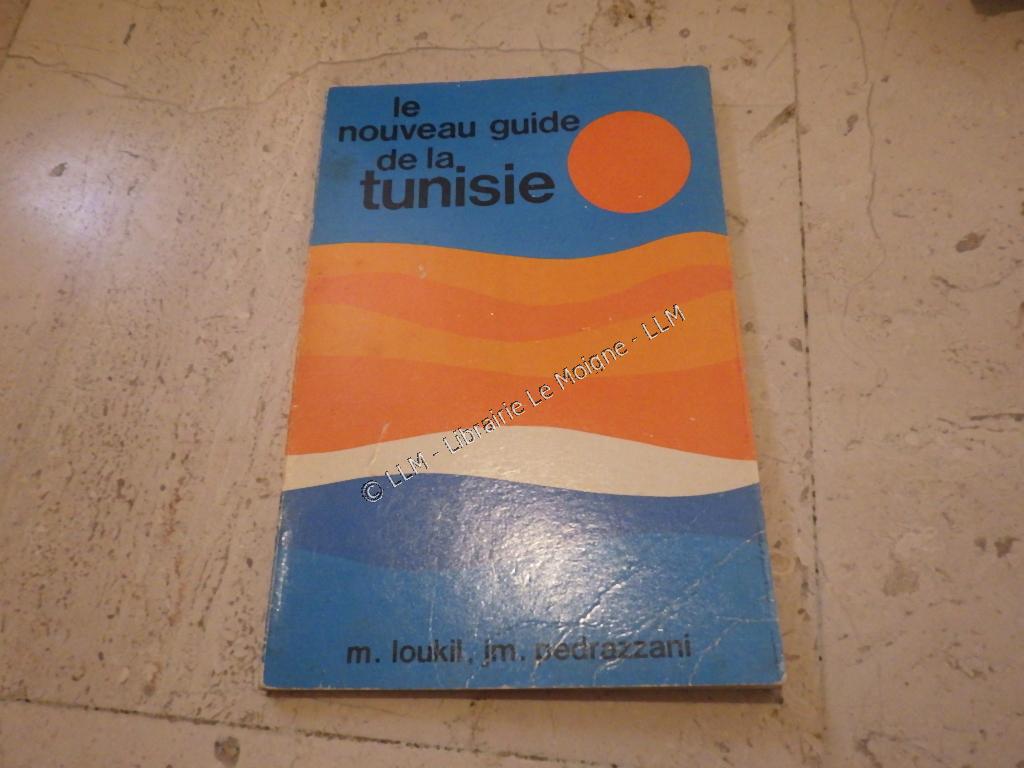 le
nouveau guide
de la
tunisie
© LLM - Librairie Le Moigne - LLM
m. loukil, jm. pedrazzani